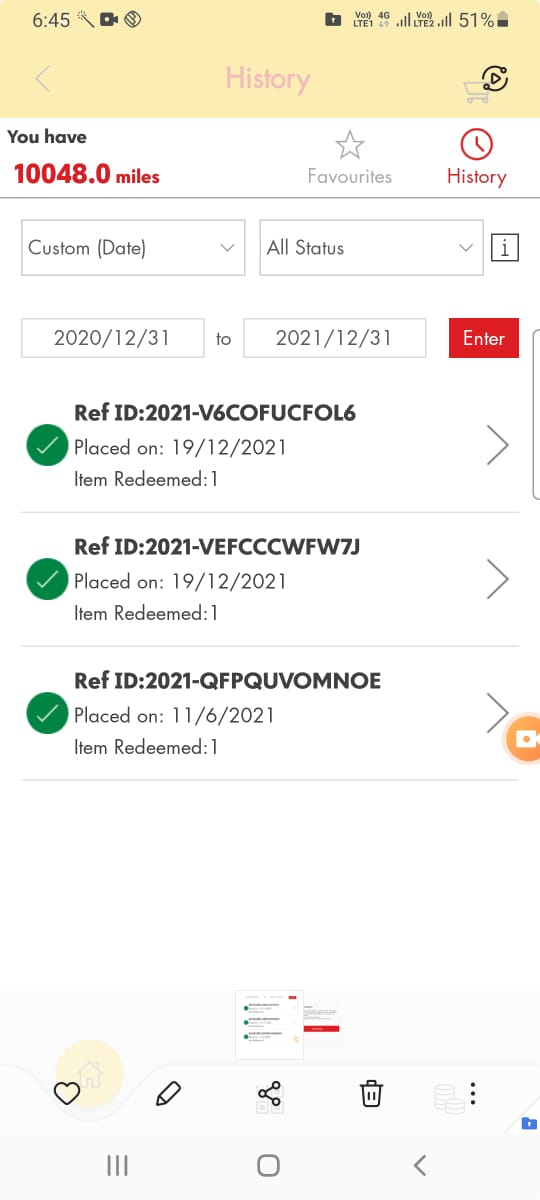 6:45
Vo)) 4G Vo)) 51%
LTE1 LTE2
History
You have
10048.0 miles
Favourites
History
Custom (Date)
All Status
i
2020/12/31 to 2021/12/31 Enter
Ref ID:2021-V6COFUCFOL6
Placed on: 19/12/2021
Item Redeemed:1
Ref ID:2021-VEFCCCWFW7J
Placed on: 19/12/2021
Item Redeemed:1
Ref ID:2021-QFPQUVOMNOE
Placed on: 11/6/2021
Item Redeemed:1